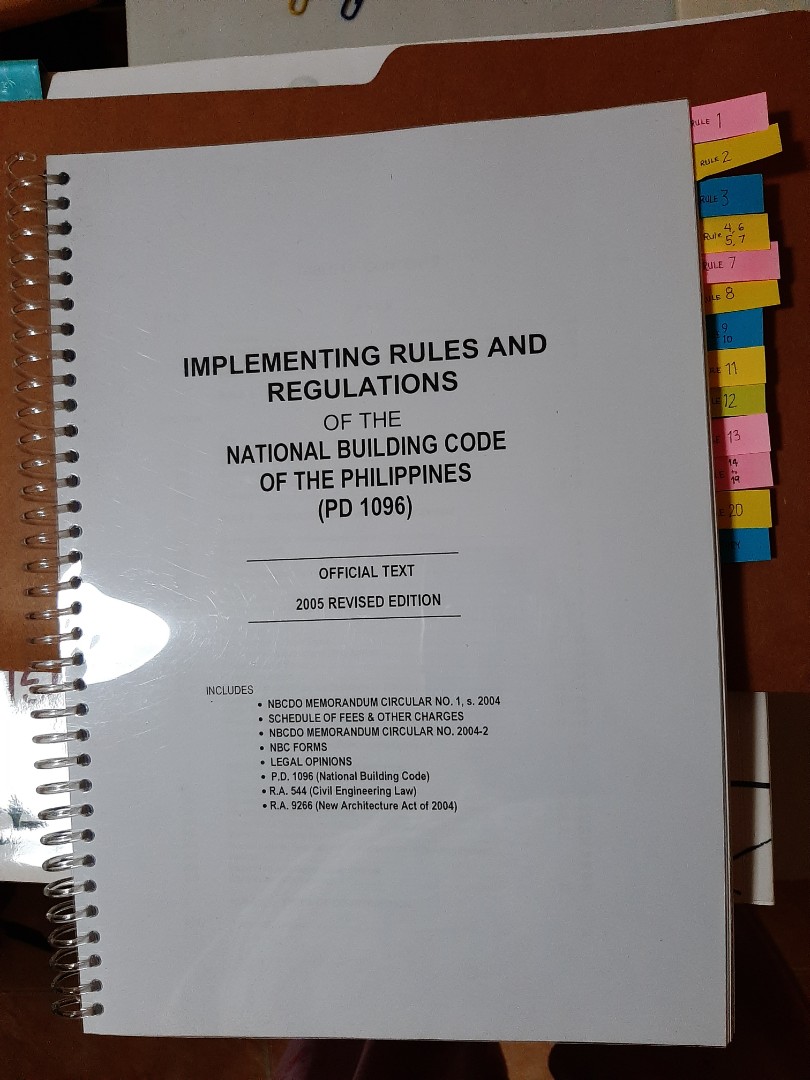 IMPLEMENTING RULES AND
REGULATIONS
OF THE
NATIONAL BUILDING CODE
OF THE PHILIPPINES
(PD 1096)
OFFICIAL TEXT
2005 REVISED EDITION
INCLUDES
• NBCDO MEMORANDUM CIRCULAR NO. 1, s. 2004
• SCHEDULE OF FEES & OTHER CHARGES
• NBCDO MEMORANDUM CIRCULAR NO. 2004-2
• NBC FORMS
• LEGAL OPINIONS
• P.D. 1096 (National Building Code)
• R.A. 544 (Civil Engineering Law)
• R.A. 9266 (New Architecture Act of 2004)
RULE 1
RULE 2
RULE 3
Rule 4, 6
5, 7
RULE 7
8
9
10
11
12
13
14
to
19
20